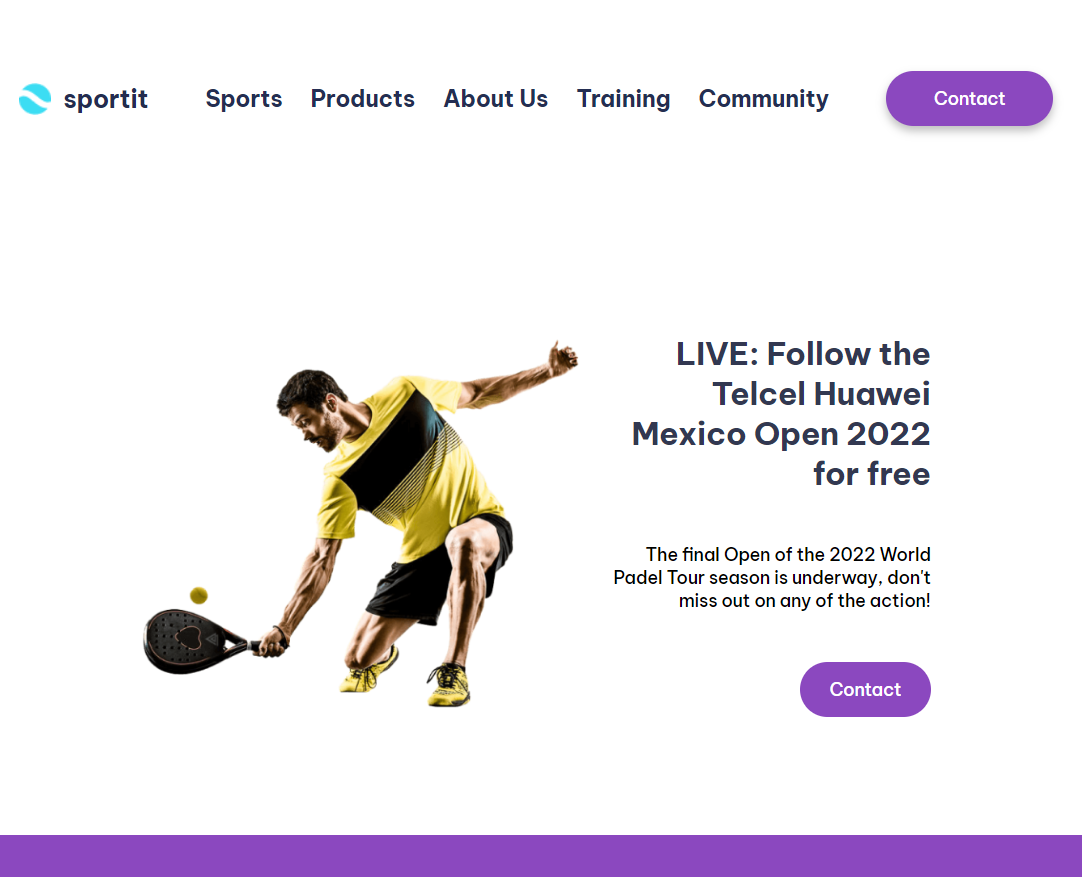 sportit
Sports
Products
About Us
Training
Community
Contact
LIVE: Follow the
Telcel Huawei
Mexico Open 2022
for free
The final Open of the 2022 World
Padel Tour season is underway, don't
miss out on any of the action!
Contact